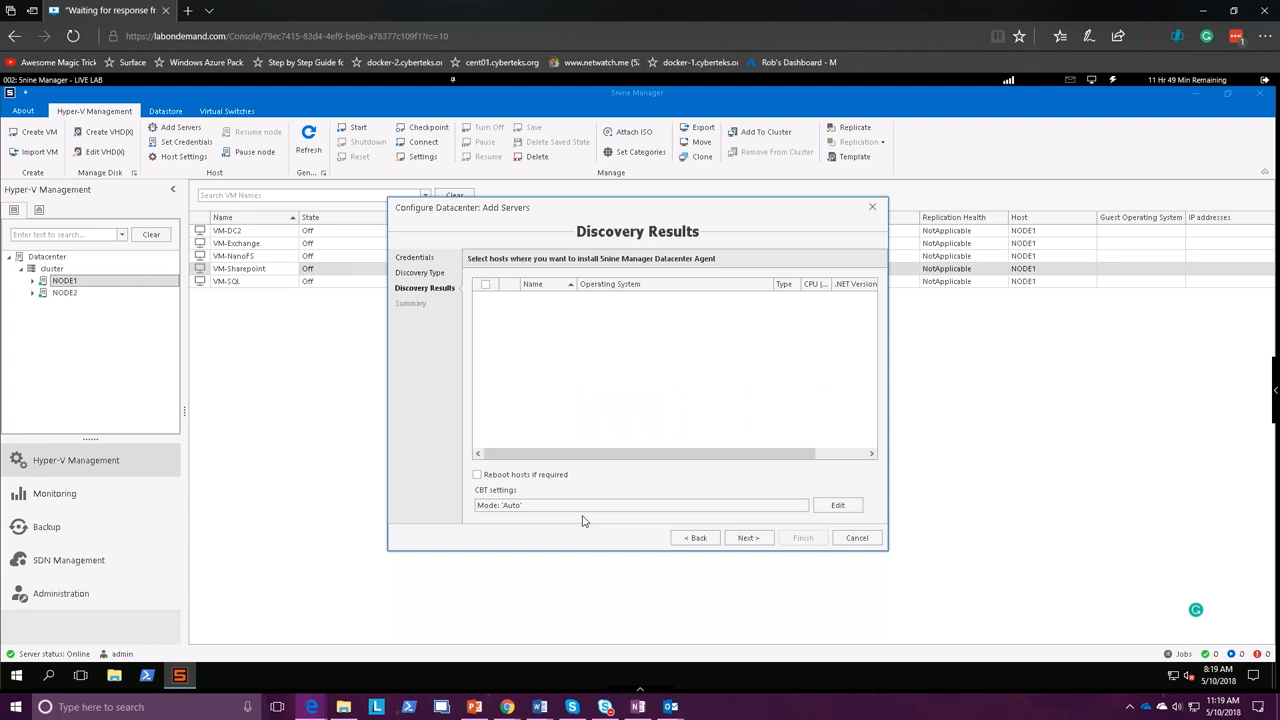 "Waiting for response fr
https://labondemand.com/Console/79ec7415-83d4-4ef9-be6b-a78377c109f1?rc=10
Awesome Magic Trick
Surface
Windows Azure Pack
Step by Step Guide fo
docker-2.cyberteks.org
cent01.cyberteks.org
www.netwatch.me (52
docker-1.cyberteks.org
Rob's Dashboard - M
002: 5nine Manager - LIVE LAB
11 Hr 49 Min Remaining
5nine Manager
About
Hyper-V Management
Datastore
Virtual Switches
Create VM
Create VHD(X)
Add Servers
Resume node
Start
Checkpoint
Turn Off
Save
Attach ISO
Export
Add To Cluster
Replicate
Set Credentials
Refresh
Shutdown
Connect
Pause
Delete Saved State
Move
Remove From Cluster
Replication
Import VM
Edit VHD(X)
Host Settings
Pause node
Reset
Settings
Resume
Delete
Set Categories
Clone
Template
Create
Manage Disk
Host
Gen...
Manage
Hyper-V Management
Search VM Names
Clear
Enter text to search...
Clear
Datacenter
cluster
NODE1
NODE2
Name
State
Replication Health
Host
Guest Operating System
IP addresses
VM-DC2
Off
NotApplicable
NODE1
VM-Exchange
Off
NotApplicable
NODE1
VM-NanoFS
Off
NotApplicable
NODE1
VM-Sharepoint
Off
NotApplicable
NODE1
VM-SQL
Off
NotApplicable
NODE1
Configure Datacenter: Add Servers
Discovery Results
Credentials
Discovery Type
Discovery Results
Summary
Select hosts where you want to install 5nine Manager Datacenter Agent
Name
Operating System
Type
CPU (...
.NET Version
Reboot hosts if required
CBT settings
Mode: 'Auto'
Edit
< Back
Next >
Finish
Cancel
Hyper-V Management
Monitoring
Backup
SDN Management
Administration
Server status: Online
admin
Jobs
0
0
0
8:19 AM
5/10/2018
Type here to search
11:19 AM
5/10/2018